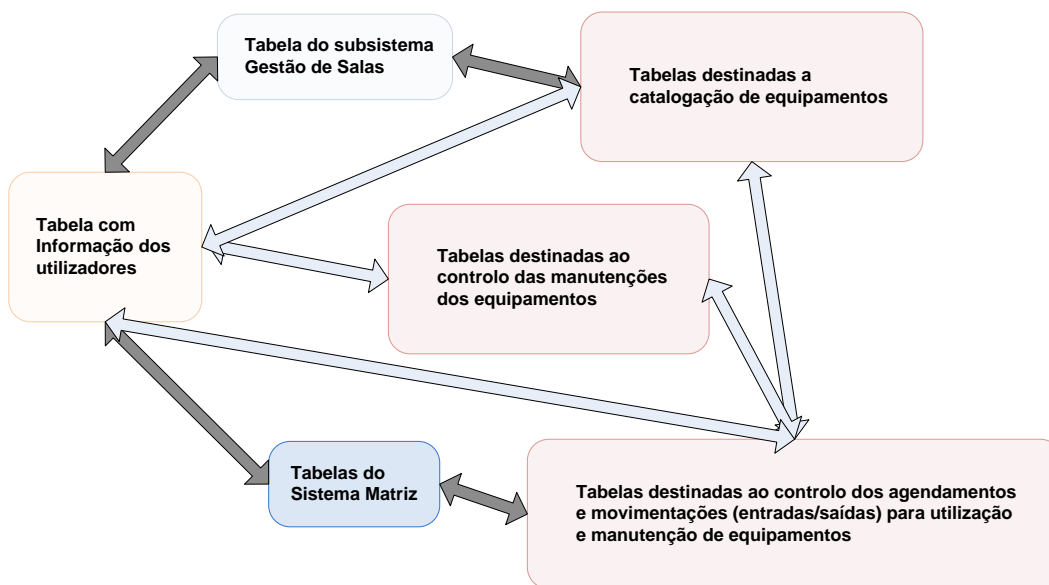 Tabela do subsistema
Gestão de Salas
Tabelas destinadas a
catalogação de equipamentos
Tabela com
Informação dos
utilizadores
Tabelas destinadas ao
controlo das manutenções
dos equipamentos
Tabelas do
Sistema Matriz
Tabelas destinadas ao controlo dos agendamentos
e movimentações (entradas/saídas) para utilização
e manutenção de equipamentos